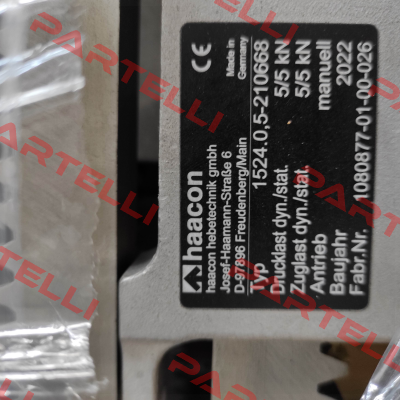 haacon
haacon hebetechnik gmbh
Josef-Haamann-Straße 6
D-97896 Freudenberg/Main
CE
Made in
Germany
Typ 1524.0,5-210668
Drucklast dyn./stat. 5/5 kN
Zuglast dyn./stat. 5/5 kN
Antrieb manuell
Baujahr 2022
Fabr.Nr. 1080877-01-00-026
PARTELLI
PARTELLI
PARTELLI